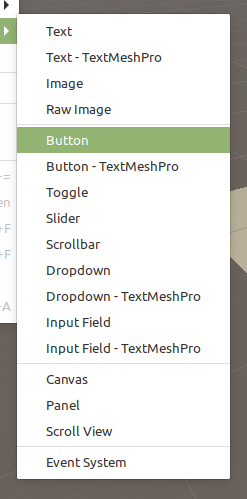 Text
Text - TextMeshPro
Image
Raw Image
Button
Button - TextMeshPro
Toggle
Slider
Scrollbar
Dropdown
Dropdown - TextMeshPro
Input Field
Input Field - TextMeshPro
Canvas
Panel
Scroll View
Event System
+=
en
+F
+F
+A